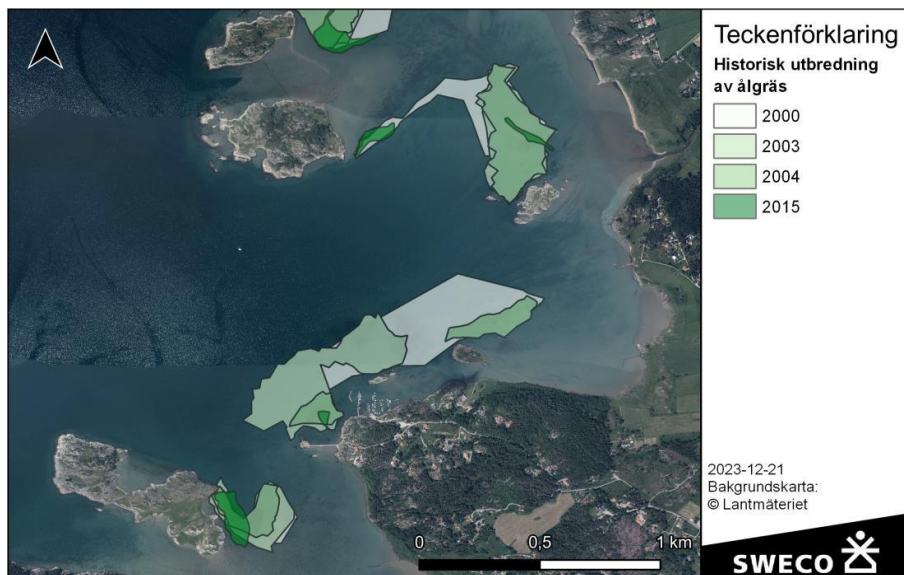 Teckenförklaring
Historisk utbredning
av ålgräs
2000
2003
2004
2015
2023-12-21
Bakgrundskarta:
© Lantmäteriet
0 0,5 1 km
SWECO